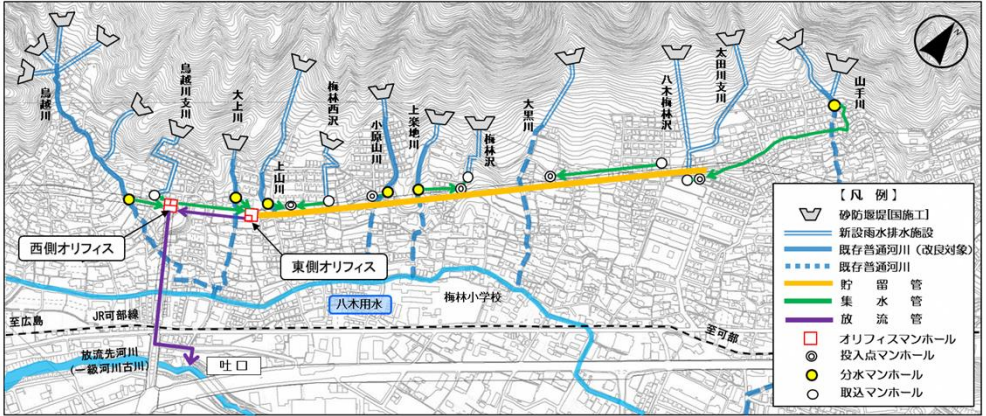 鳥越川
鳥越川支川
大上川
上山川
梅林西沢
小原山川
上楽地川
梅林沢
大黒川
八木梅林沢
太田川支川
山手川
N
西側オリフィス
東側オリフィス
八木用水
梅林小学校
至広島
JR可部線
至可部
放流先河川
(一級河川古川)
吐口
【凡 例】
砂防堰堤[国施工]
新設雨水排水施設
既存普通河川(改良対象)
既存普通河川
貯留管
集水管
放流管
オリフィスマンホール
投入点マンホール
分水マンホール
取込マンホール